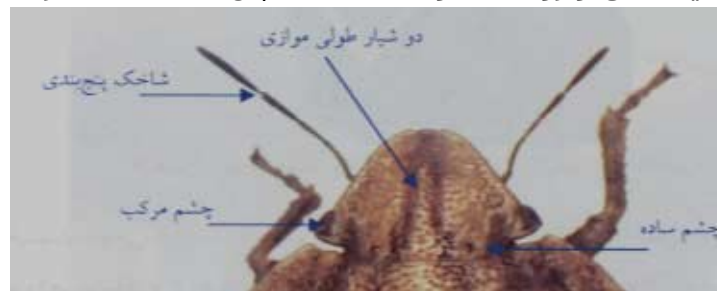 دو شیار طولی موازی
شاخک پنج‌بندی
چشم مرکب
چشم ساده